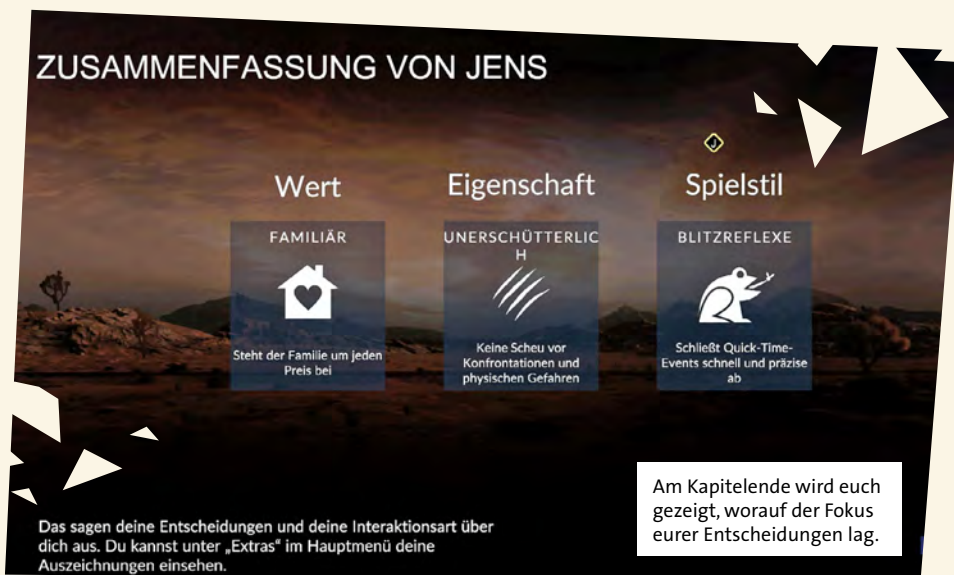 ZUSAMMENFASSUNG VON JENS
J
Wert
Eigenschaft
Spielstil
FAMILIÄR
Steht der Familie um jeden
Preis bei
UNERSCHÜTTERLIC
H
Keine Scheu vor
Konfrontationen und
physischen Gefahren
BLITZREFLEXE
Schließt Quick-Time-
Events schnell und präzise
ab
Das sagen deine Entscheidungen und deine Interaktionsart über
dich aus. Du kannst unter „Extras" im Hauptmenü deine
Auszeichnungen einsehen.
Am Kapitelende wird euch
gezeigt, worauf der Fokus
eurer Entscheidungen lag.